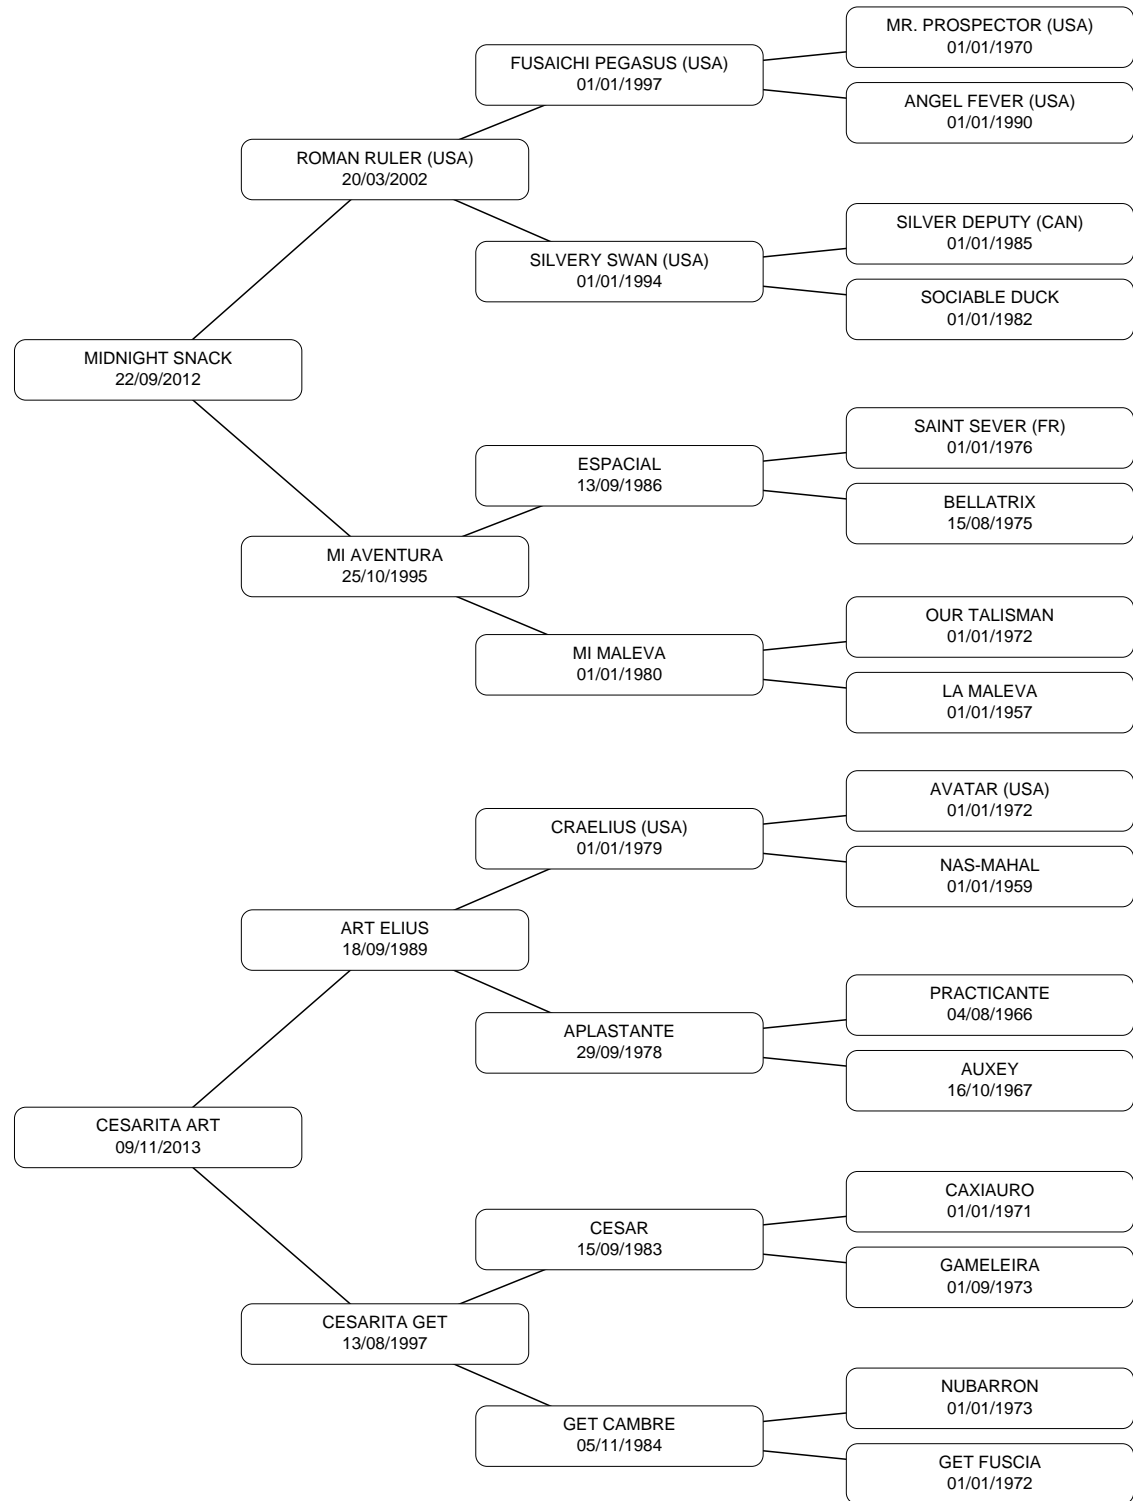 MR. PROSPECTOR (USA)
01/01/1970
FUSAICHI PEGASUS (USA)
01/01/1997
ANGEL FEVER (USA)
01/01/1990
ROMAN RULER (USA)
20/03/2002
SILVER DEPUTY (CAN)
01/01/1985
SILVERY SWAN (USA)
01/01/1994
SOCIABLE DUCK
01/01/1982
MIDNIGHT SNACK
22/09/2012
SAINT SEVER (FR)
01/01/1976
ESPACIAL
13/09/1986
BELLATRIX
15/08/1975
MI AVENTURA
25/10/1995
OUR TALISMAN
01/01/1972
MI MALEVA
01/01/1980
LA MALEVA
01/01/1957
AVATAR (USA)
01/01/1972
CRAELIUS (USA)
01/01/1979
NAS-MAHAL
01/01/1959
ART ELIUS
18/09/1989
PRACTICANTE
04/08/1966
APLASTANTE
29/09/1978
AUXEY
16/10/1967
CESARITA ART
09/11/2013
CAXIAURO
01/01/1971
CESAR
15/09/1983
GAMELEIRA
01/09/1973
CESARITA GET
13/08/1997
NUBARRON
01/01/1973
GET CAMBRE
05/11/1984
GET FUSCIA
01/01/1972